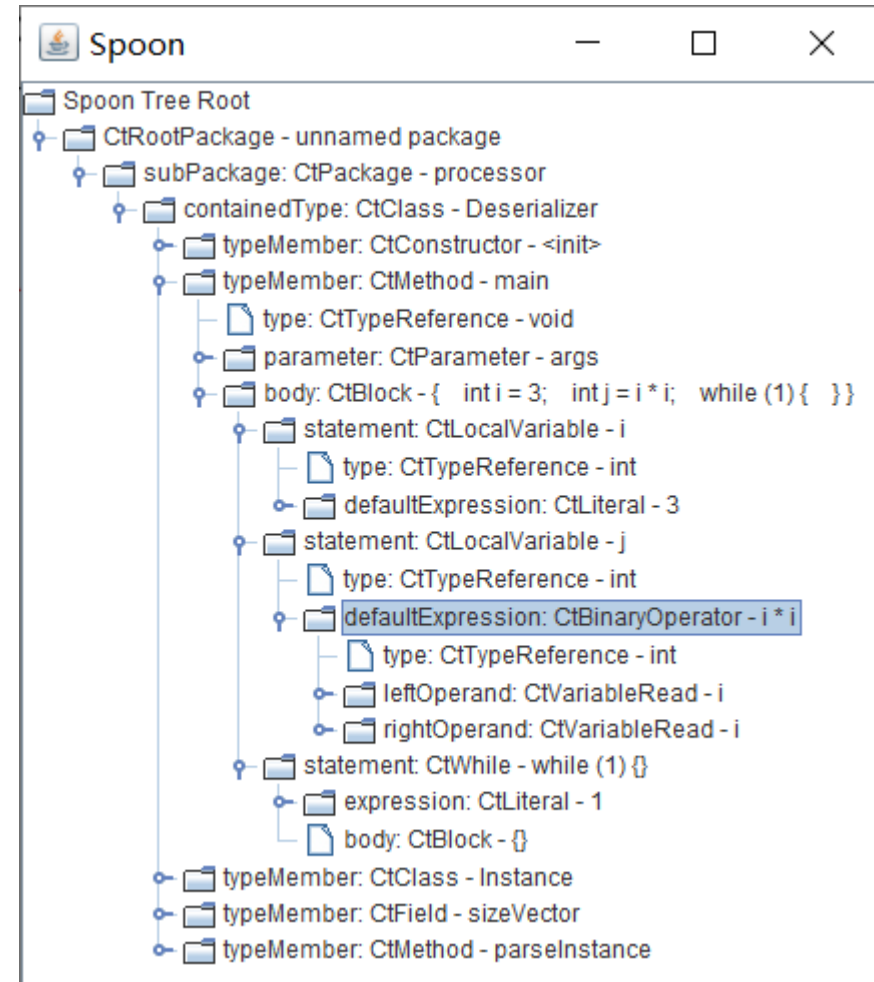 Spoon
Spoon Tree Root
CtRootPackage - unnamed package
subPackage: CtPackage - processor
containedType: CtClass - Deserializer
typeMember: CtConstructor - <init>
typeMember: CtMethod - main
type: CtTypeReference - void
parameter: CtParameter - args
body: CtBlock - {   int i = 3;   int j = i * i;   while (1) {   } }
statement: CtLocalVariable - i
type: CtTypeReference - int
defaultExpression: CtLiteral - 3
statement: CtLocalVariable - j
type: CtTypeReference - int
defaultExpression: CtBinaryOperator - i * i
type: CtTypeReference - int
leftOperand: CtVariableRead - i
rightOperand: CtVariableRead - i
statement: CtWhile - while (1) {}
expression: CtLiteral - 1
body: CtBlock - {}
typeMember: CtClass - Instance
typeMember: CtField - sizeVector
typeMember: CtMethod - parseInstance